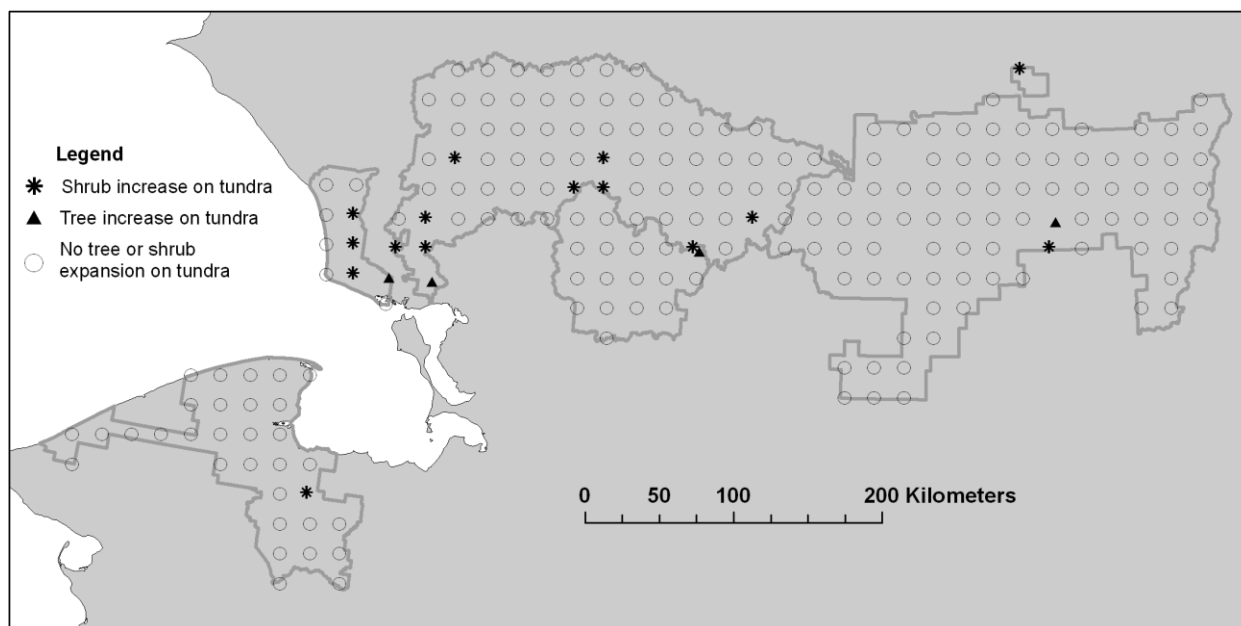 Legend
Shrub increase on tundra
Tree increase on tundra
No tree or shrub
expansion on tundra
0 50 100 200 Kilometers